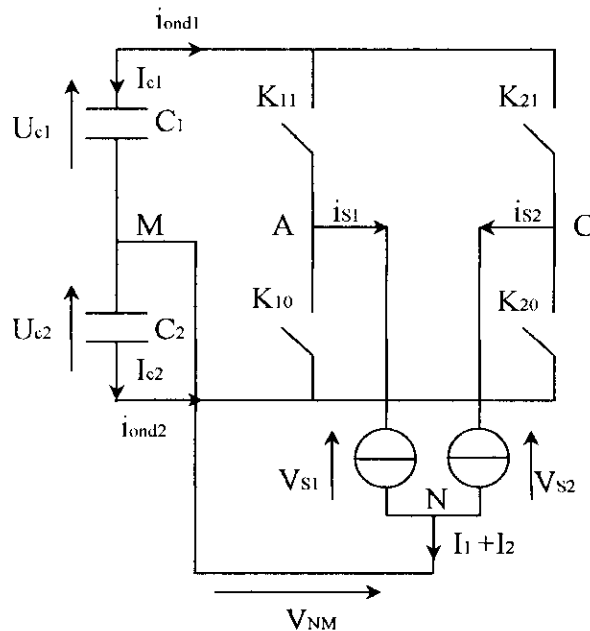 iond1
Ic1
Uc1
C1
K11
K21
M
A
iS1
iS2
C
K10
K20
Uc2
C2
Ic2
iond2
VS1
N
VS2
I1 +I2
VNM